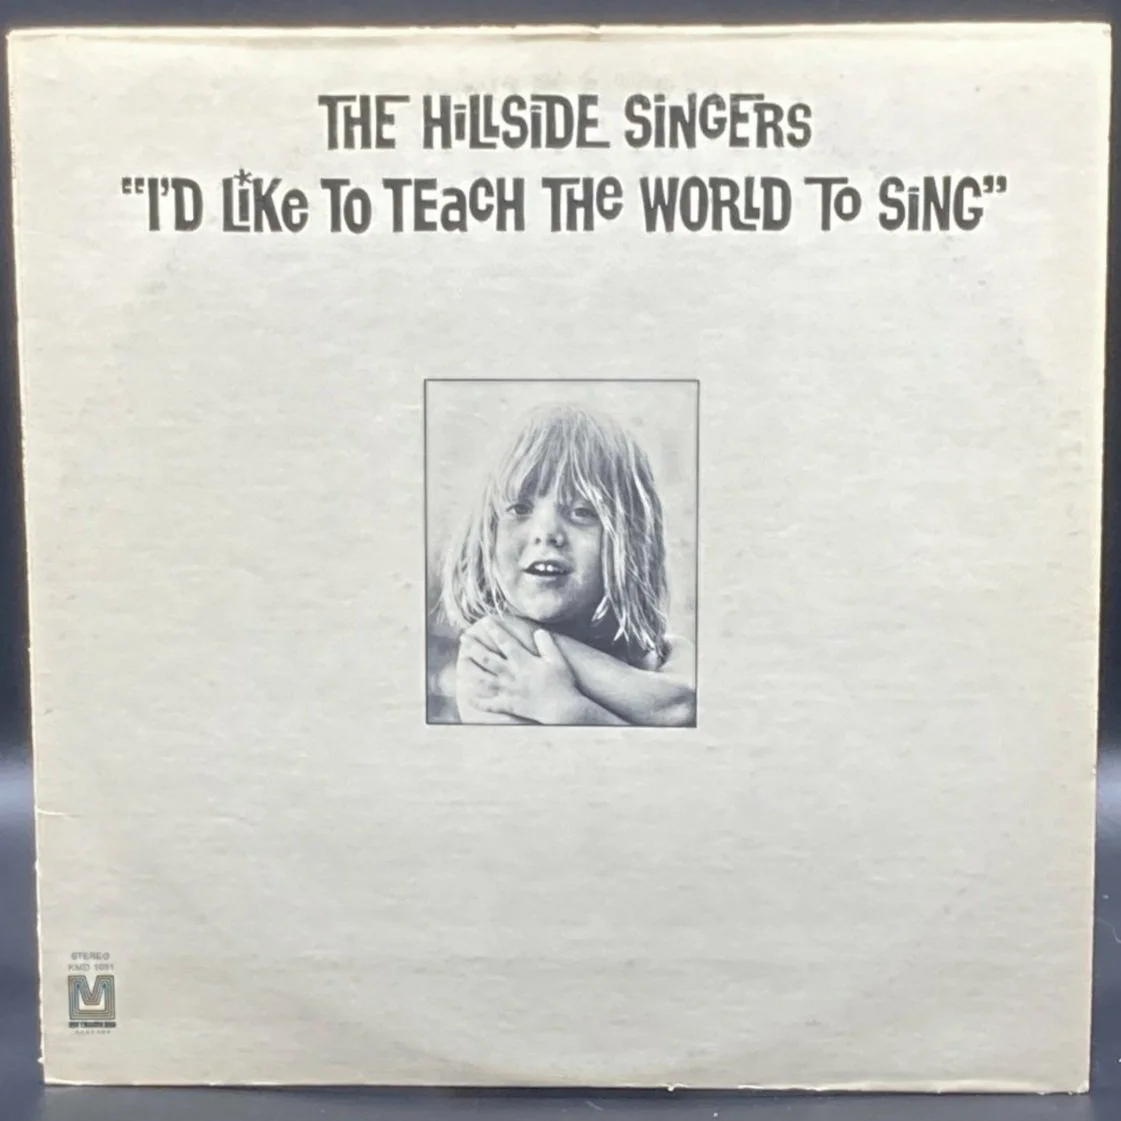 THE HiLLSiDE SiNGERS
“I’D LiKe TO TEacH THe WORLD To SiNG”
STEREO
KMD 1051